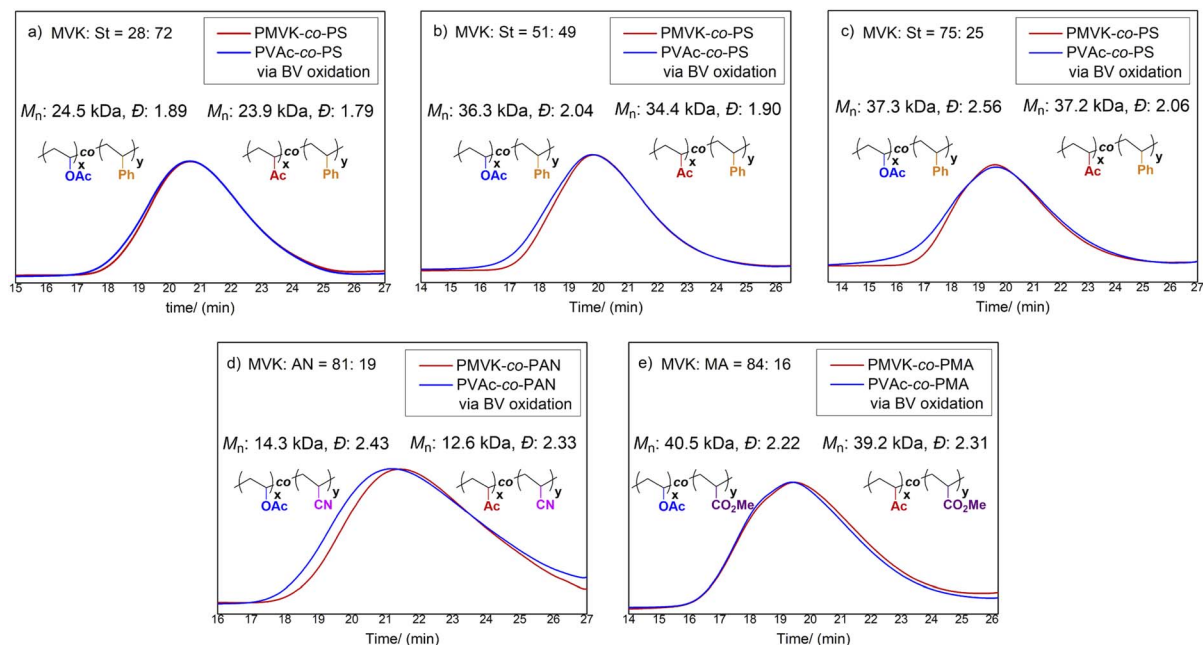 a) MVK: St = 28: 72
PMVK-co-PS
PVAc-co-PS
via BV oxidation
Mn: 24.5 kDa, Đ: 1.89
Mn: 23.9 kDa, Đ: 1.79
co
x
y
OAc
Ph
co
x
y
Ac
Ph
15 16 17 18 19 20 21 22 23 24 25 26 27
time/ (min)
b) MVK: St = 51: 49
PMVK-co-PS
PVAc-co-PS
via BV oxidation
Mn: 36.3 kDa, Đ: 2.04
Mn: 34.4 kDa, Đ: 1.90
co
x
y
OAc
Ph
co
x
y
Ac
Ph
14 15 16 17 18 19 20 21 22 23 24 25 26
Time/ (min)
c) MVK: St = 75: 25
PMVK-co-PS
PVAc-co-PS
via BV oxidation
Mn: 37.3 kDa, Đ: 2.56
Mn: 37.2 kDa, Đ: 2.06
co
x
y
OAc
Ph
co
x
y
Ac
Ph
14 15 16 17 18 19 20 21 22 23 24 25 26 27
Time/ (min)
d) MVK: AN = 81: 19
PMVK-co-PAN
PVAc-co-PAN
via BV oxidation
Mn: 14.3 kDa, Đ: 2.43
Mn: 12.6 kDa, Đ: 2.33
co
x
y
OAc
CN
co
x
y
Ac
CN
16 17 18 19 20 21 22 23 24 25 26 27
Time/ (min)
e) MVK: MA = 84: 16
PMVK-co-PMA
PVAc-co-PMA
via BV oxidation
Mn: 40.5 kDa, Đ: 2.22
Mn: 39.2 kDa, Đ: 2.31
co
x
y
OAc
CO2Me
co
x
y
Ac
CO2Me
14 15 16 17 18 19 20 21 22 23 24 25 26
Time/ (min)